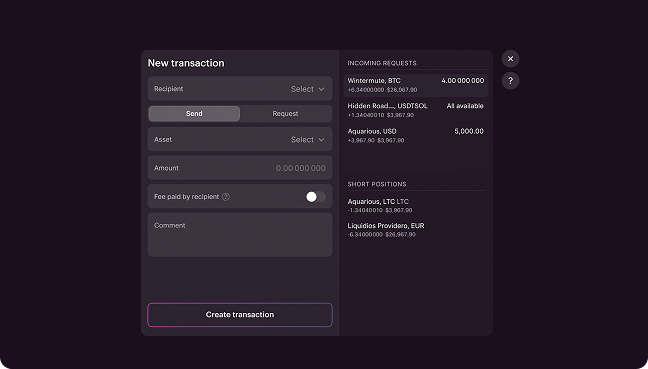 New transaction
Recipient
Select
Send
Request
Asset
Select
Amount
0.00 000 000
Fee paid by recipient ?
Comment
Create transaction
INCOMING REQUESTS
Wintermute, BTC 4.00 000 000
+6.34000000 $26,967.90
Hidden Road..., USDTSOL All available
+1.34040010 $3,967.90
Aquarious, USD 5,000.00
+3,967.90 $3,967.90
SHORT POSITIONS
Aquarious, LTC LTC
-1.34040010 $3,967.90
Liquidios Providero, EUR
-6.34000000 $26,967.90
?